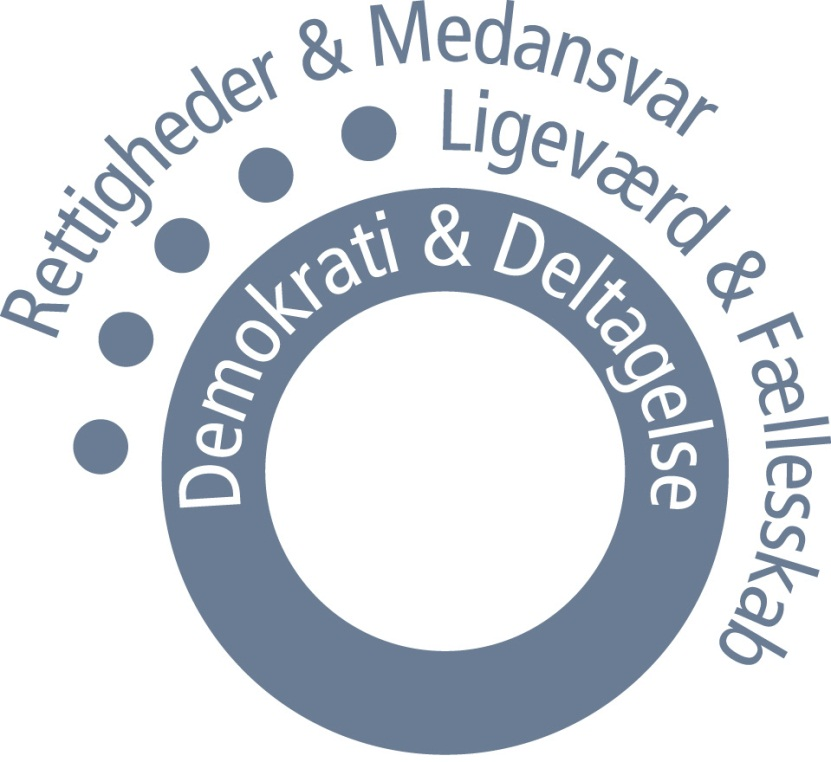 Rettigheder & Medansvar
Ligeværd & Fællesskab
Demokrati & Deltagelse